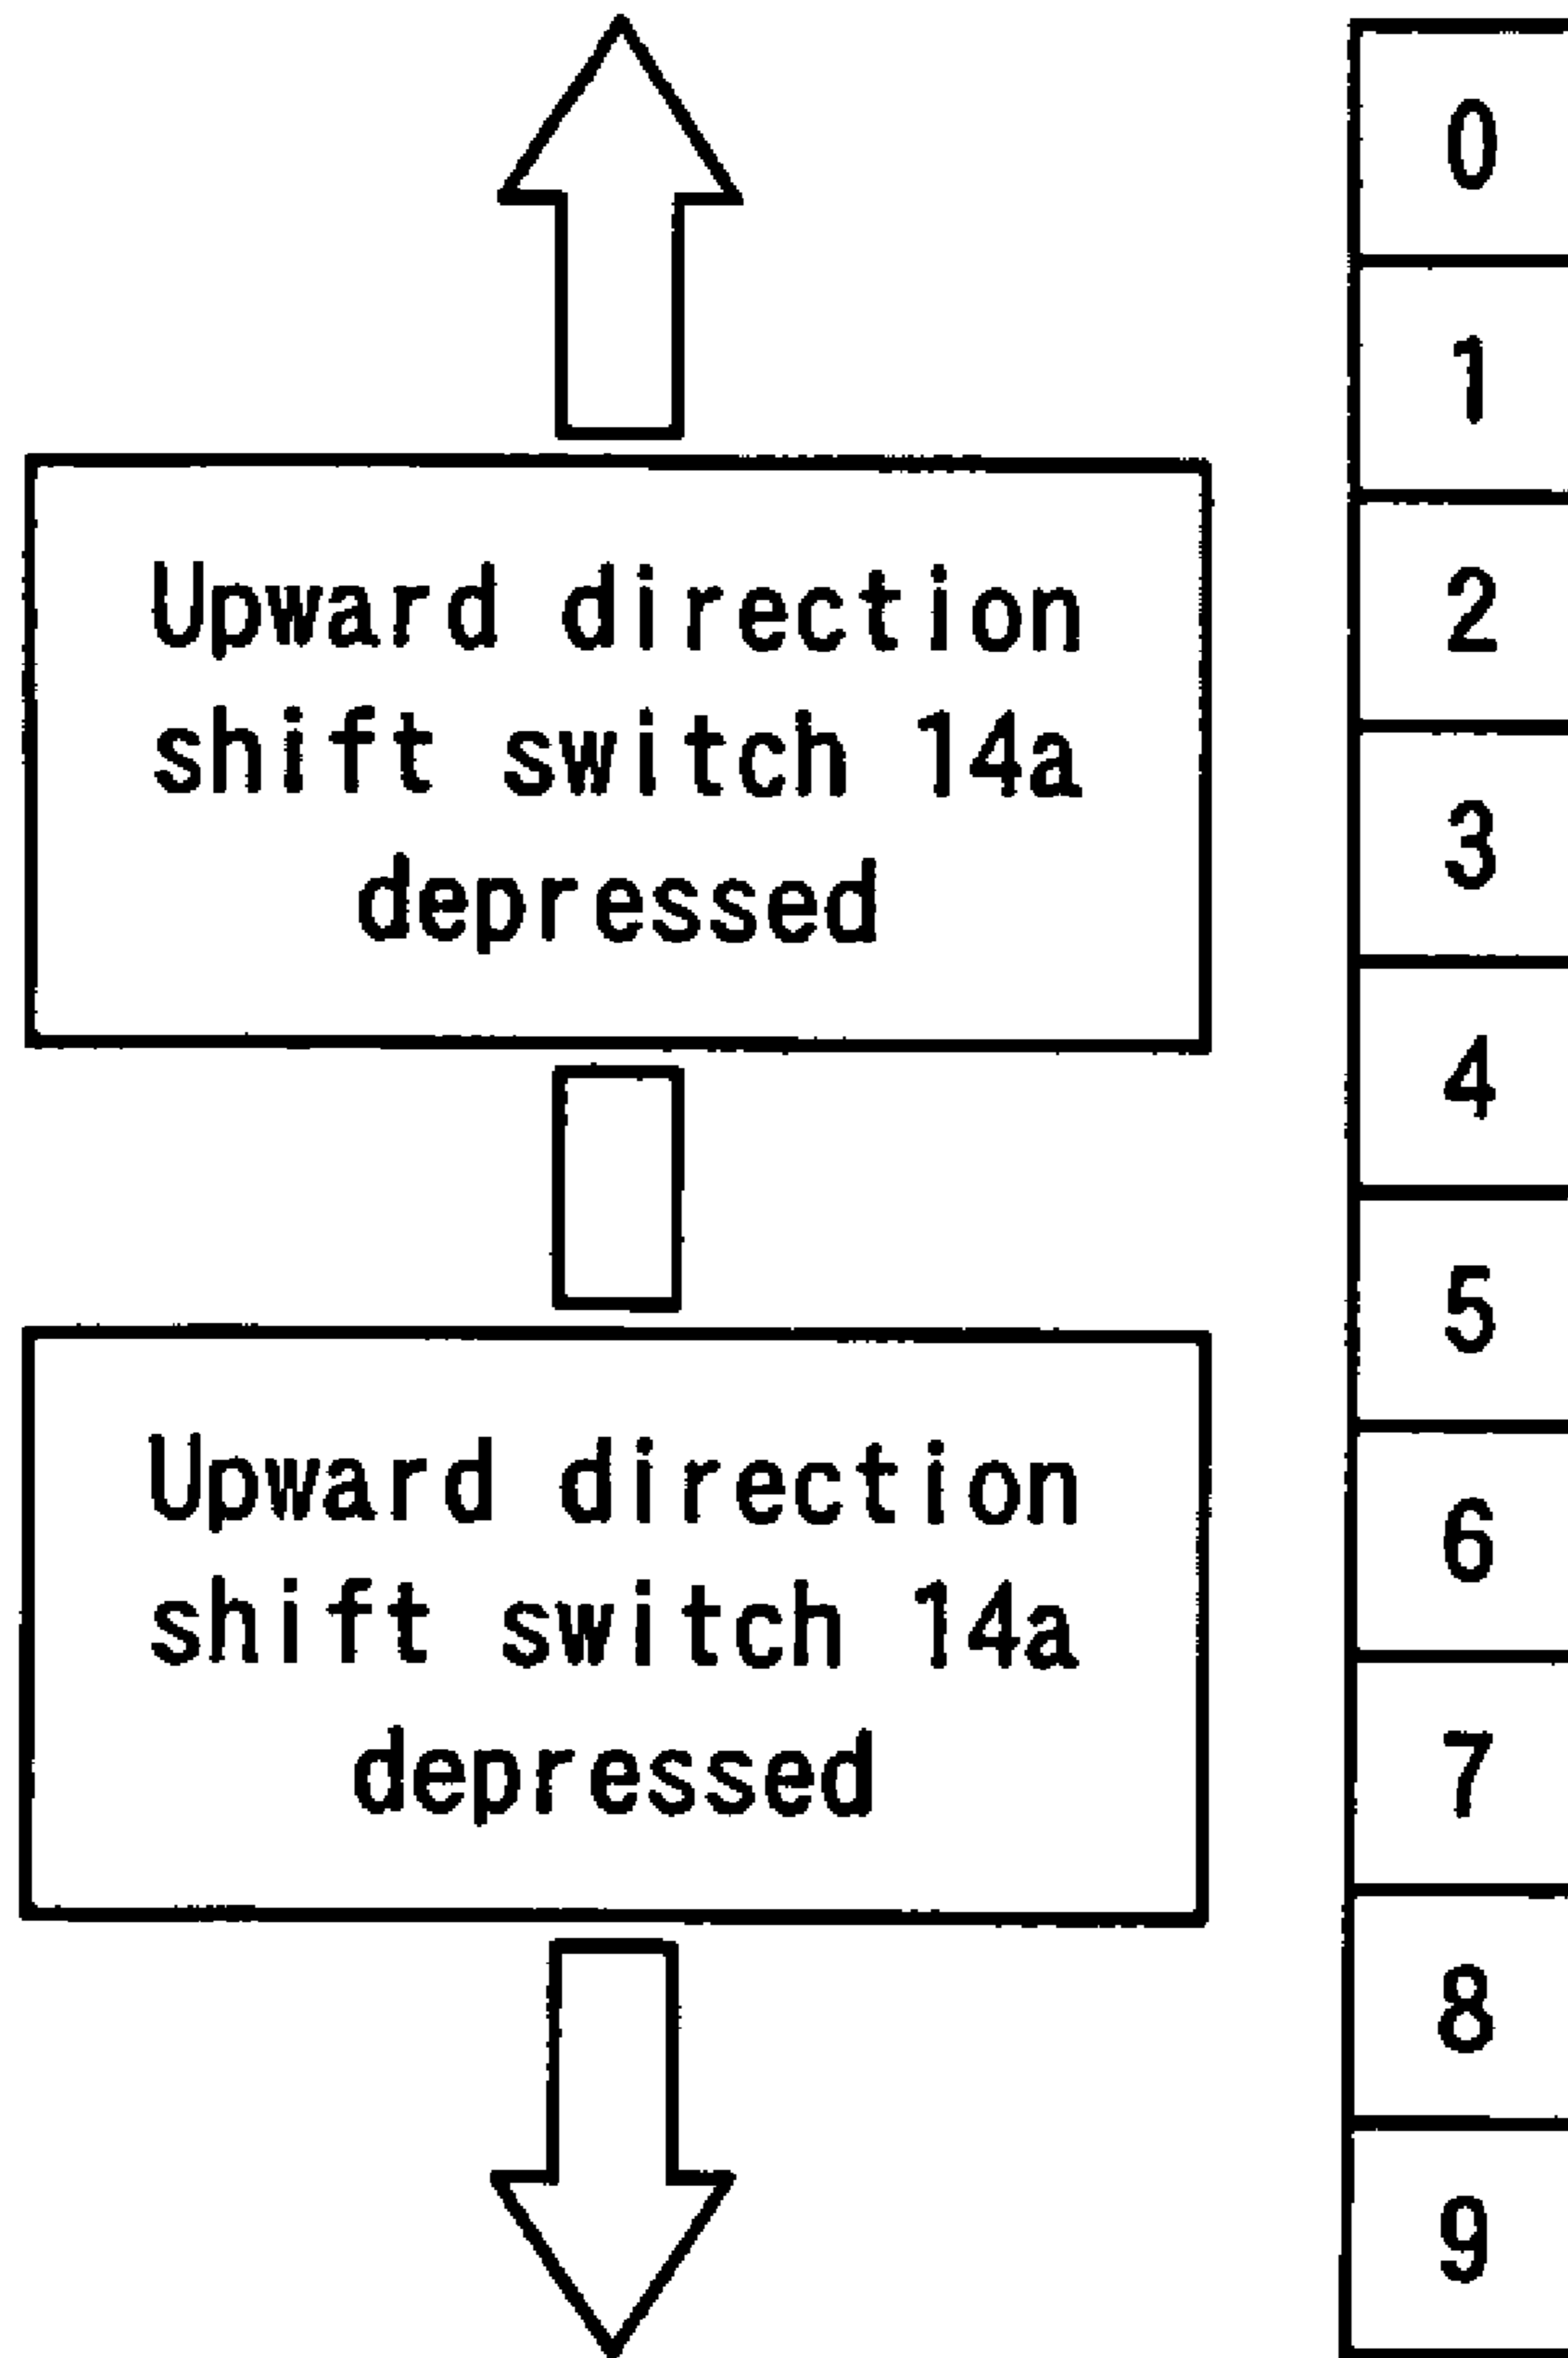 Upward direction
shift switch 14a
depressed
Upward direction
shift switch 14a
depressed
0
1
2
3
4
5
6
7
8
9